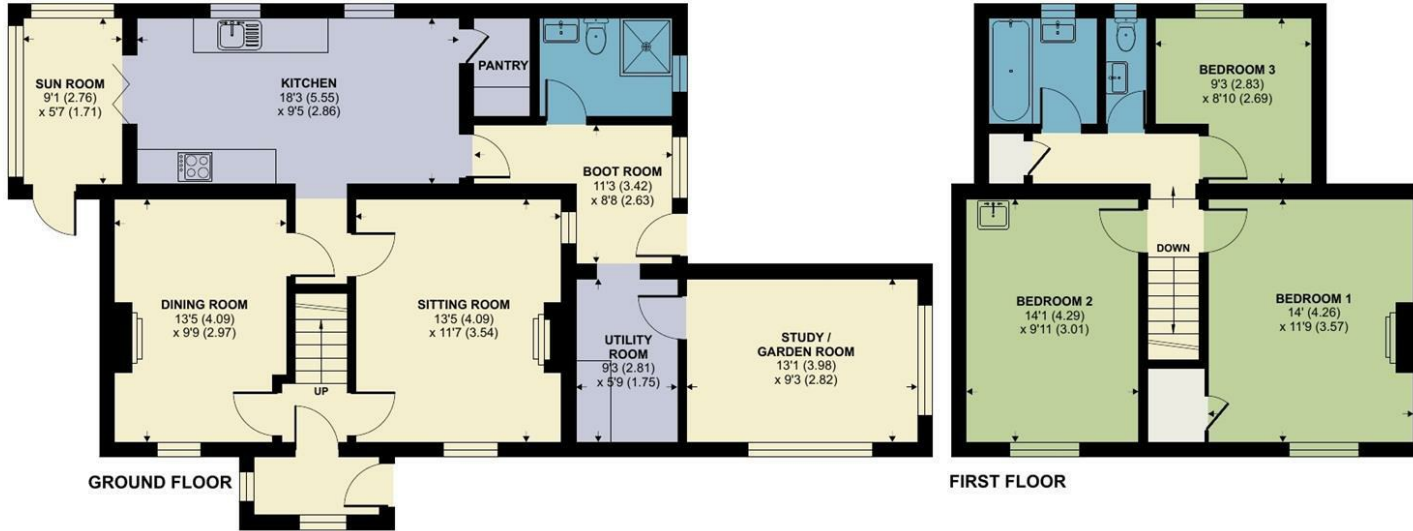 SUN ROOM
9'1 (2.76)
x 5'7 (1.71)
KITCHEN
18'3 (5.55)
x 9'5 (2.86)
PANTRY
BOOT ROOM
11'3 (3.42)
x 8'8 (2.63)
DINING ROOM
13'5 (4.09)
x 9'9 (2.97)
UP
SITTING ROOM
13'5 (4.09)
x 11'7 (3.54)
UTILITY
ROOM
9'3 (2.81)
x 5'9 (1.75)
STUDY /
GARDEN ROOM
13'1 (3.98)
x 9'3 (2.82)
GROUND FLOOR
BEDROOM 3
9'3 (2.83)
x 8'10 (2.69)
DOWN
BEDROOM 2
14'1 (4.29)
x 9'11 (3.01)
BEDROOM 1
14' (4.26)
x 11'9 (3.57)
FIRST FLOOR